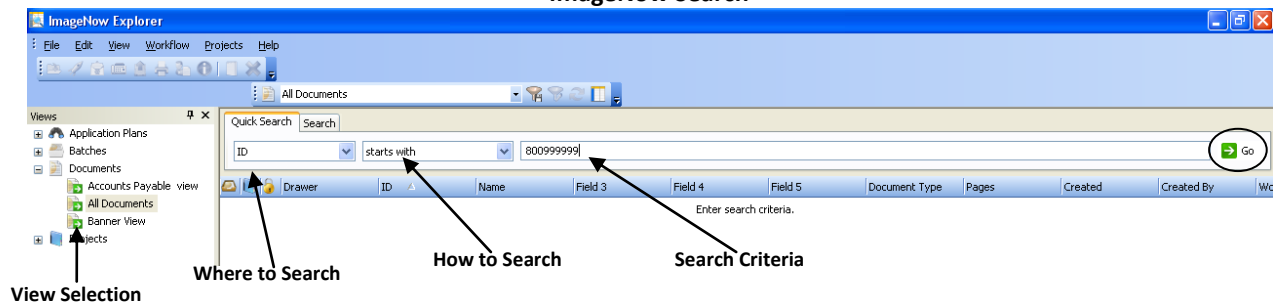 ImageNow Search
ImageNow Explorer
File Edit View Workflow Projects Help
All Documents
Views
Quick Search Search
Application Plans
Batches
ID starts with 800999999 Go
Documents
Accounts Payable view
Drawer ID Name Field 3 Field 4 Field 5 Document Type Pages Created Created By Wo
All Documents
Enter search criteria.
Banner View
Projects
Where to Search How to Search Search Criteria
View Selection